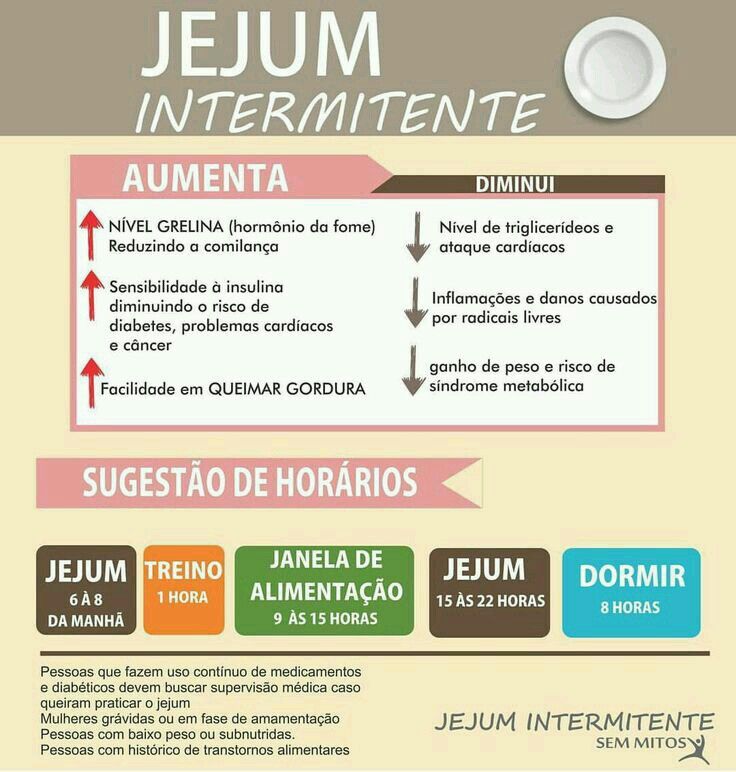 JEJUM
INTERMITENTE
AUMENTA
DIMINUI
NÍVEL GRELINA (hormônio da fome)
Reduzindo a comilança
Sensibilidade à insulina
diminuindo o risco de
diabetes, problemas cardíacos
e câncer
Facilidade em QUEIMAR GORDURA
Nível de triglicerídeos e
ataque cardíacos
Inflamações e danos causados
por radicais livres
ganho de peso e risco de
síndrome metabólica
SUGESTÃO DE HORÁRIOS
JEJUM
6 À 8
DA MANHÃ
TREINO
1 HORA
JANELA DE
ALIMENTAÇÃO
9 ÀS 15 HORAS
JEJUM
15 ÀS 22 HORAS
DORMIR
8 HORAS
Pessoas que fazem uso contínuo de medicamentos
e diabéticos devem buscar supervisão médica caso
queiram praticar o jejum
Mulheres grávidas ou em fase de amamentação
Pessoas com baixo peso ou subnutridas.
Pessoas com histórico de transtornos alimentares
JEJUM INTERMITENTE
SEM MITOS